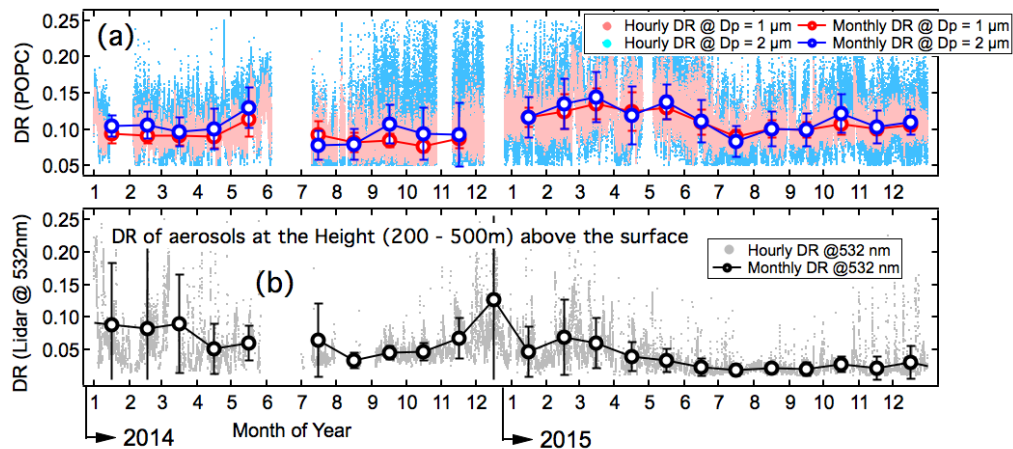 0.25
0.20
0.15
0.10
0.05
DR (POPC)
(a)
Hourly DR @ Dp = 1 µm
Monthly DR @ Dp = 1 µm
Hourly DR @ Dp = 2 µm
Monthly DR @ Dp = 2 µm
1 2 3 4 5 6 7 8 9 10 11 12 1 2 3 4 5 6 7 8 9 10 11 12
0.25
0.20
0.15
0.10
0.05
DR (Lidar @ 532nm)
DR of aerosols at the Height (200 - 500m) above the surface
(b)
Hourly DR @532 nm
Monthly DR @532 nm
1 2 3 4 5 6 7 8 9 10 11 12 1 2 3 4 5 6 7 8 9 10 11 12
2014
Month of Year
2015